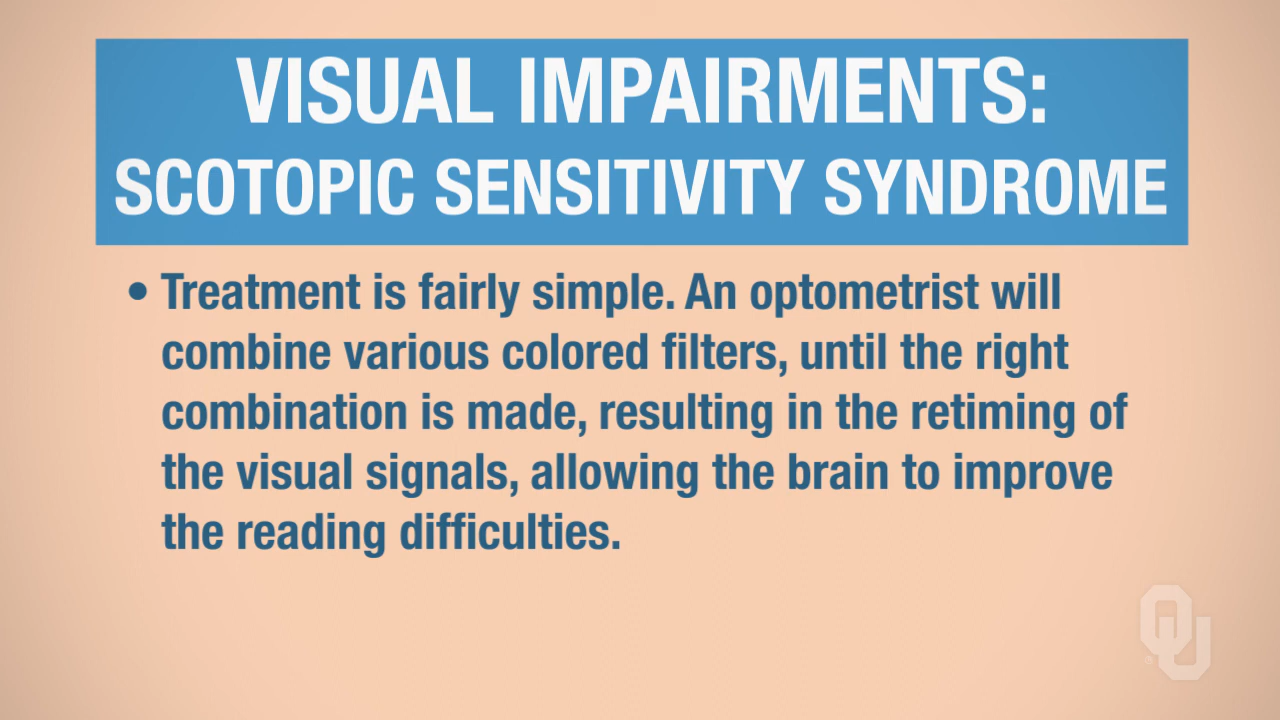 VISUAL IMPAIRMENTS:
SCOTOPIC SENSITIVITY SYNDROME
• Treatment is fairly simple. An optometrist will
combine various colored filters, until the right
combination is made, resulting in the retiming of
the visual signals, allowing the brain to improve
the reading difficulties.
OU